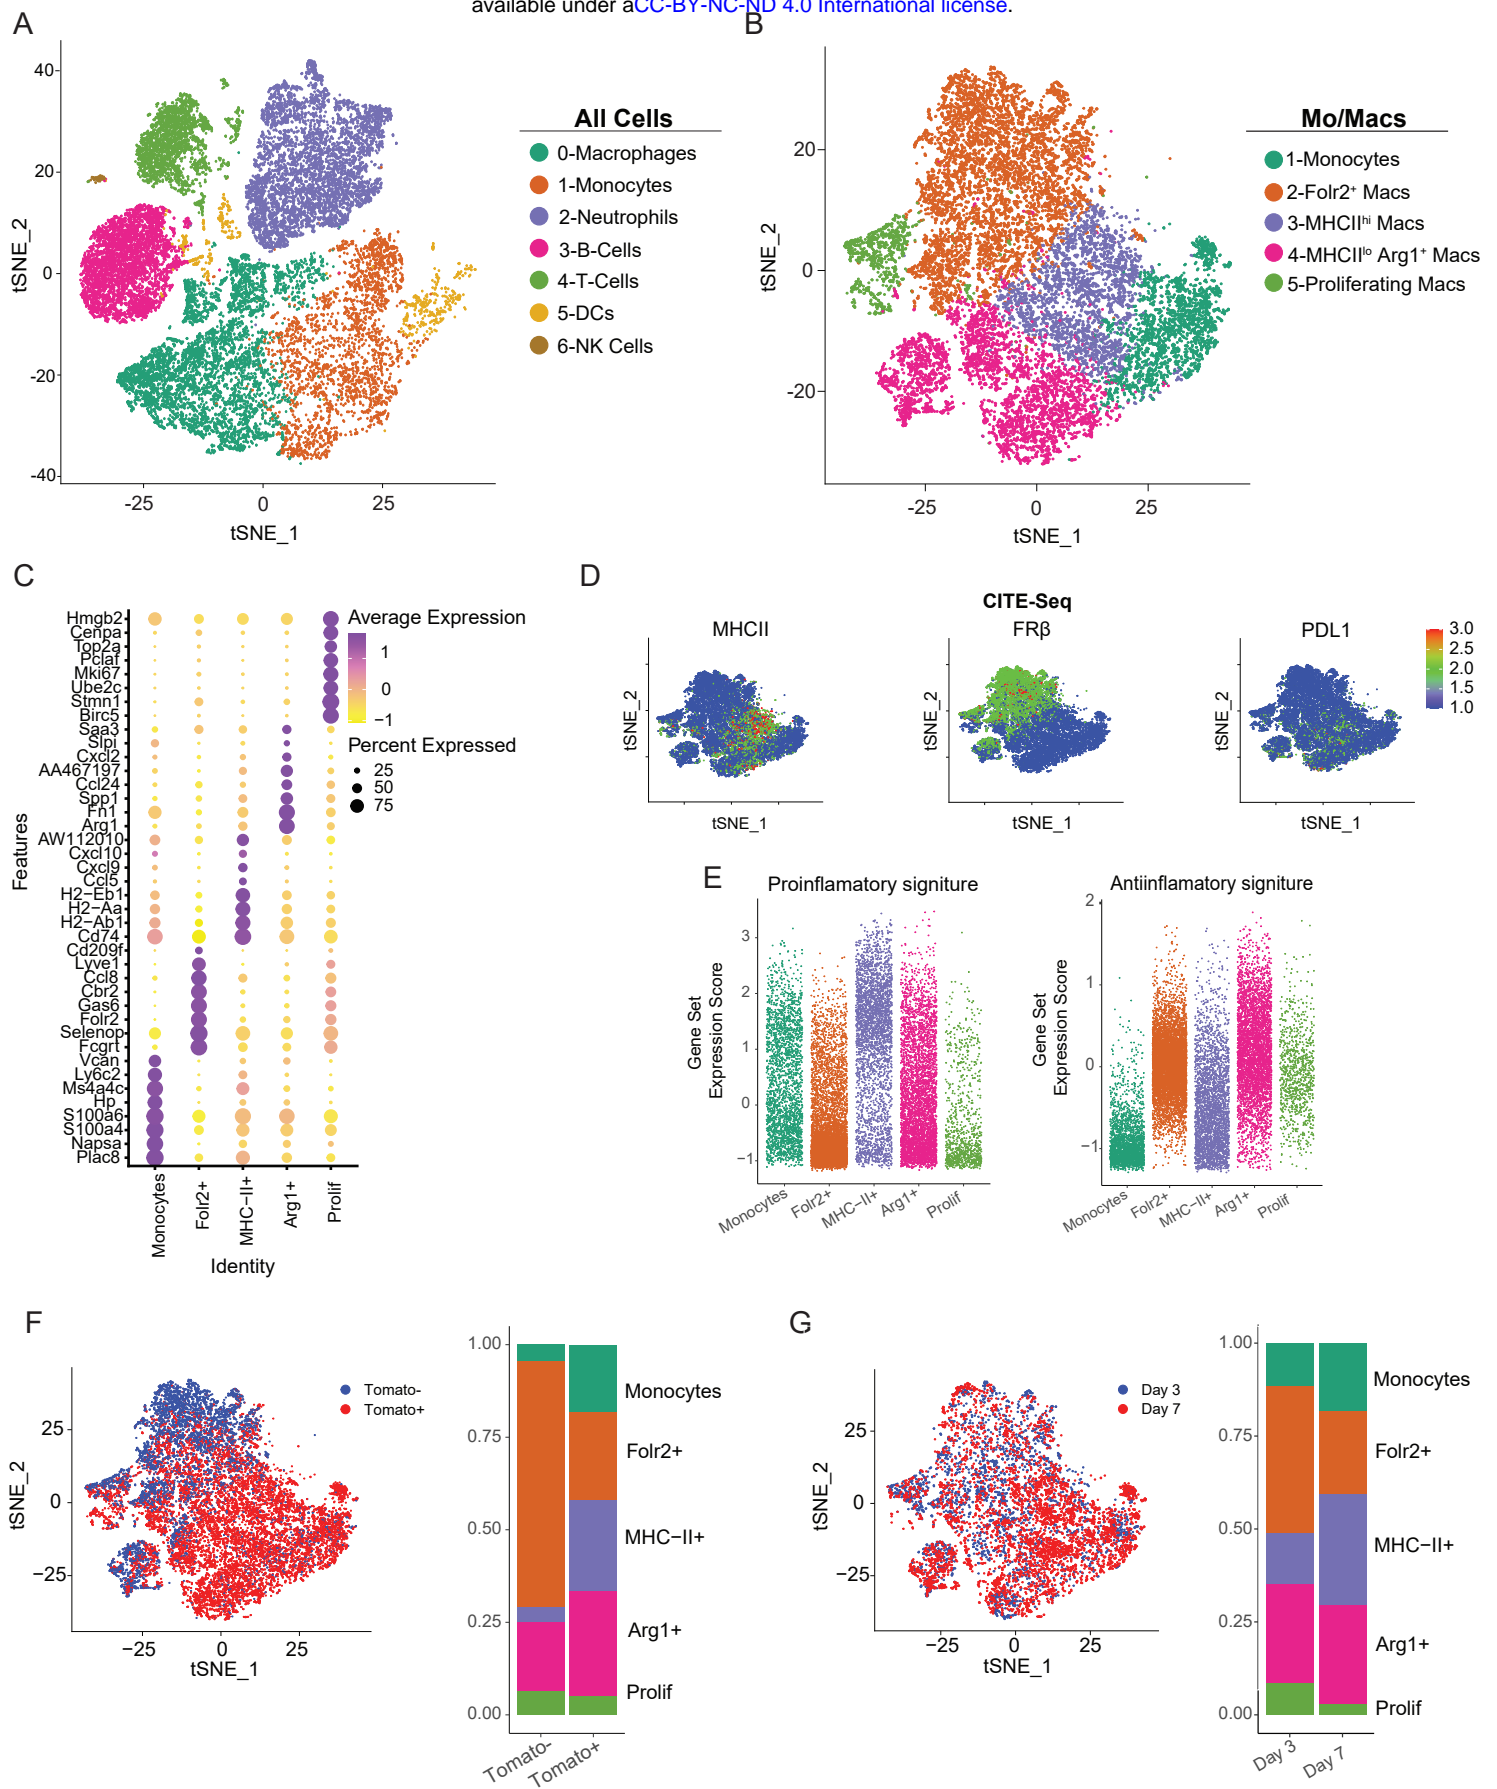 available under aCC-BY-NC-ND 4.0 International license.
A
40
20
0
-20
-40
tSNE_2
-25
0
25
tSNE_1
All Cells
0-Macrophages
1-Monocytes
2-Neutrophils
3-B-Cells
4-T-Cells
5-DCs
6-NK Cells
B
20
0
-20
tSNE_2
-25
0
25
tSNE_1
Mo/Macs
1-Monocytes
2-Folr2⁺ Macs
3-MHCIIʰⁱ Macs
4-MHCIIˡᵒ Arg1⁺ Macs
5-Proliferating Macs
C
Features
Hmgb2
Cenpa
Top2a
Pclaf
Mki67
Ube2c
Stmn1
Birc5
Saa3
Slpi
Cxcl2
AA467197
Ccl24
Spp1
Fn1
Arg1
AW112010
Cxcl10
Cxcl9
Ccl5
H2−Eb1
H2−Aa
H2−Ab1
Cd74
Cd209f
Lyve1
Ccl8
Cbr2
Gas6
Folr2
Selenop
Fcgrt
Vcan
Ly6c2
Ms4a4c
Hp
S100a6
S100a4
Napsa
Plac8
Monocytes
Folr2+
MHC−II+
Arg1+
Prolif
Identity
Average Expression
1
0
−1
Percent Expressed
25
50
75
D
CITE-Seq
MHCII
tSNE_2
tSNE_1
FRβ
tSNE_2
tSNE_1
PDL1
tSNE_2
tSNE_1
3.0
2.5
2.0
1.5
1.0
E
Proinflamatory signiture
Gene Set
Expression Score
3
2
1
0
−1
Monocytes
Folr2+
MHC−II+
Arg1+
Prolif
Antiinflamatory signiture
Gene Set
Expression Score
2
1
0
−1
Monocytes
Folr2+
MHC−II+
Arg1+
Prolif
F
tSNE_2
25
0
−25
−25
0
25
tSNE_1
Tomato-
Tomato+
1.00
0.75
0.50
0.25
0.00
Monocytes
Folr2+
MHC−II+
Arg1+
Prolif
Tomato-
Tomato+
G
tSNE_2
25
0
−25
−25
0
25
tSNE_1
Day 3
Day 7
1.00
0.75
0.50
0.25
0.00
Monocytes
Folr2+
MHC−II+
Arg1+
Prolif
Day 3
Day 7